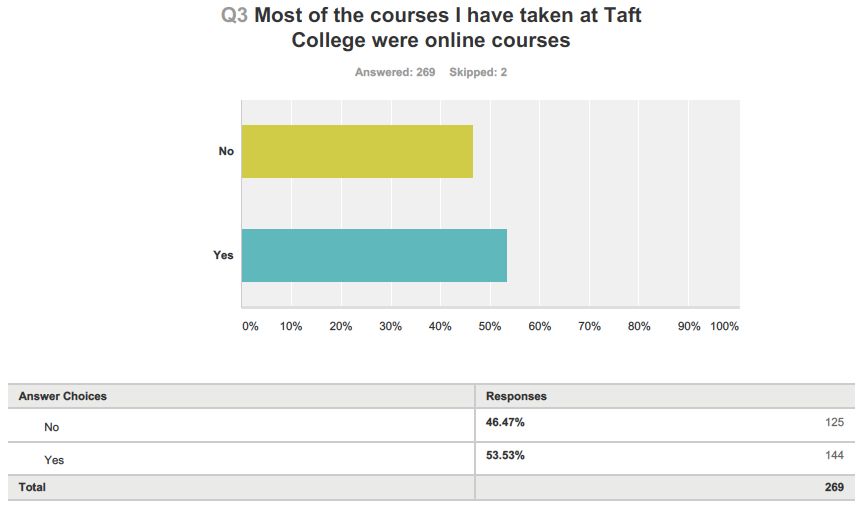 Q3 Most of the courses I have taken at Taft
College were online courses
Answered: 269 Skipped: 2
No
Yes
0% 10% 20% 30% 40% 50% 60% 70% 80% 90% 100%
Answer Choices Responses
No 46.47% 125
Yes 53.53% 144
Total 269